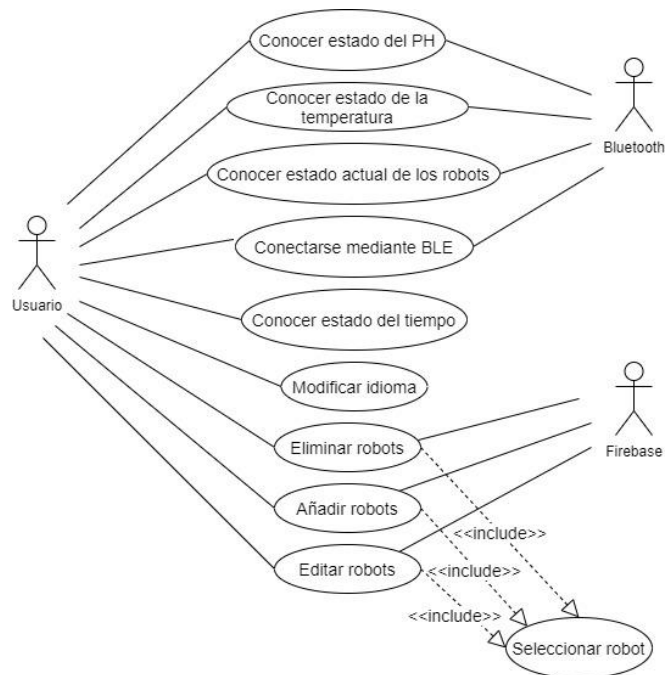 Conocer estado del PH
Conocer estado de la
temperatura
Bluetooth
Conocer estado actual de los robots
Conectarse mediante BLE
Usuario
Conocer estado del tiempo
Modificar idioma
Eliminar robots
Firebase
Añadir robots
<<include>>
Editar robots
<<include>>
<<include>>
Seleccionar robot